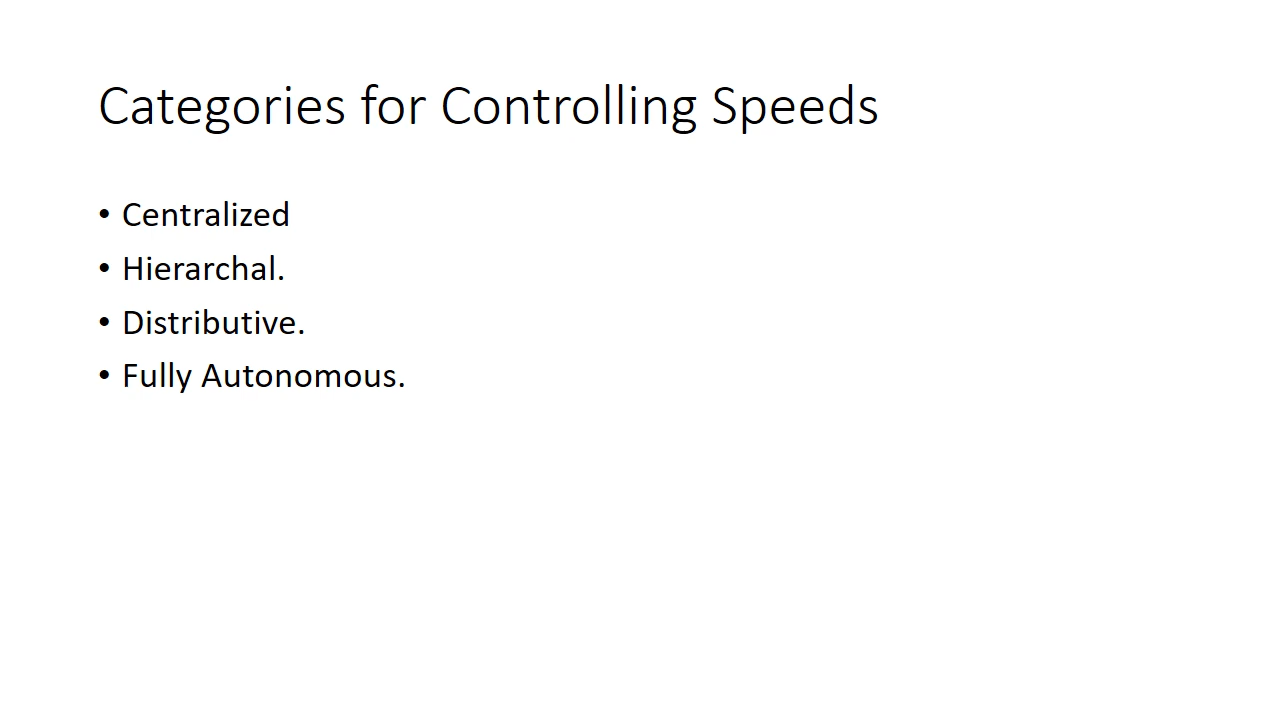 Categories for Controlling Speeds
• Centralized
• Hierarchal.
• Distributive.
• Fully Autonomous.